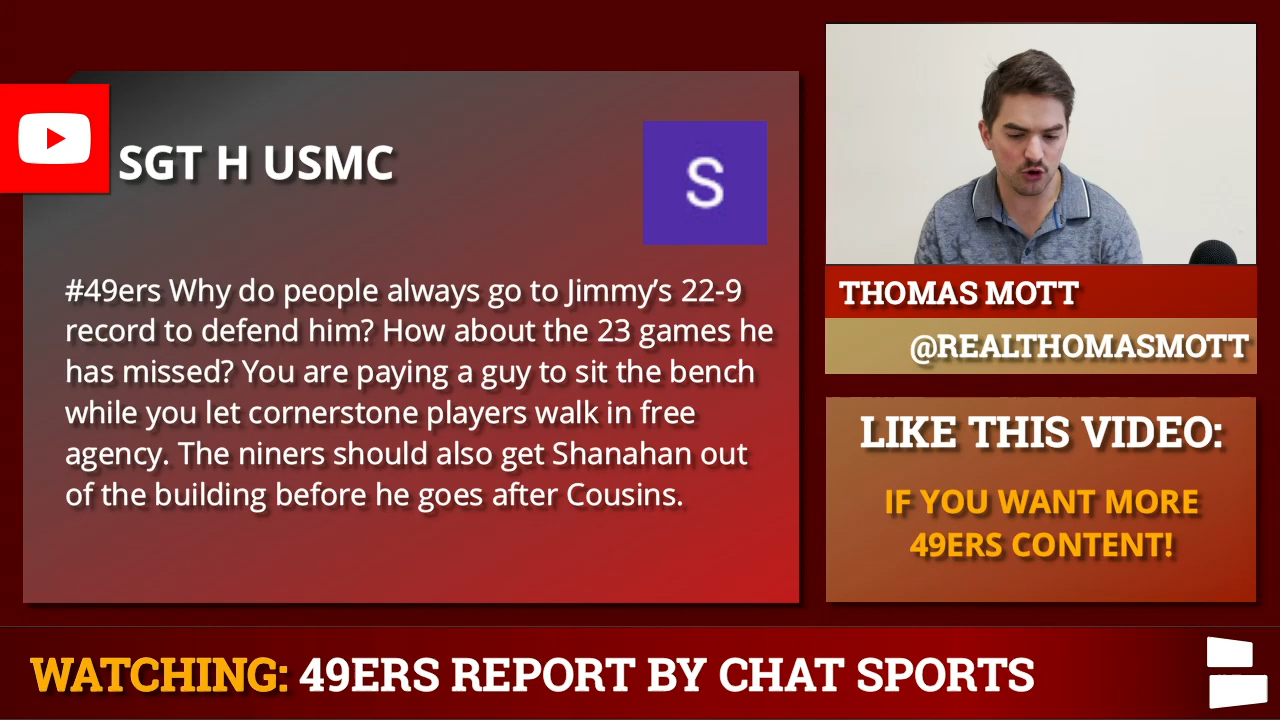 SGT H USMC
S
#49ers Why do people always go to Jimmy’s 22-9
record to defend him? How about the 23 games he
has missed? You are paying a guy to sit the bench
while you let cornerstone players walk in free
agency. The niners should also get Shanahan out
of the building before he goes after Cousins.
THOMAS MOTT
@REALTHOMASMOTT
LIKE THIS VIDEO:
IF YOU WANT MORE
49ERS CONTENT!
WATCHING: 49ERS REPORT BY CHAT SPORTS